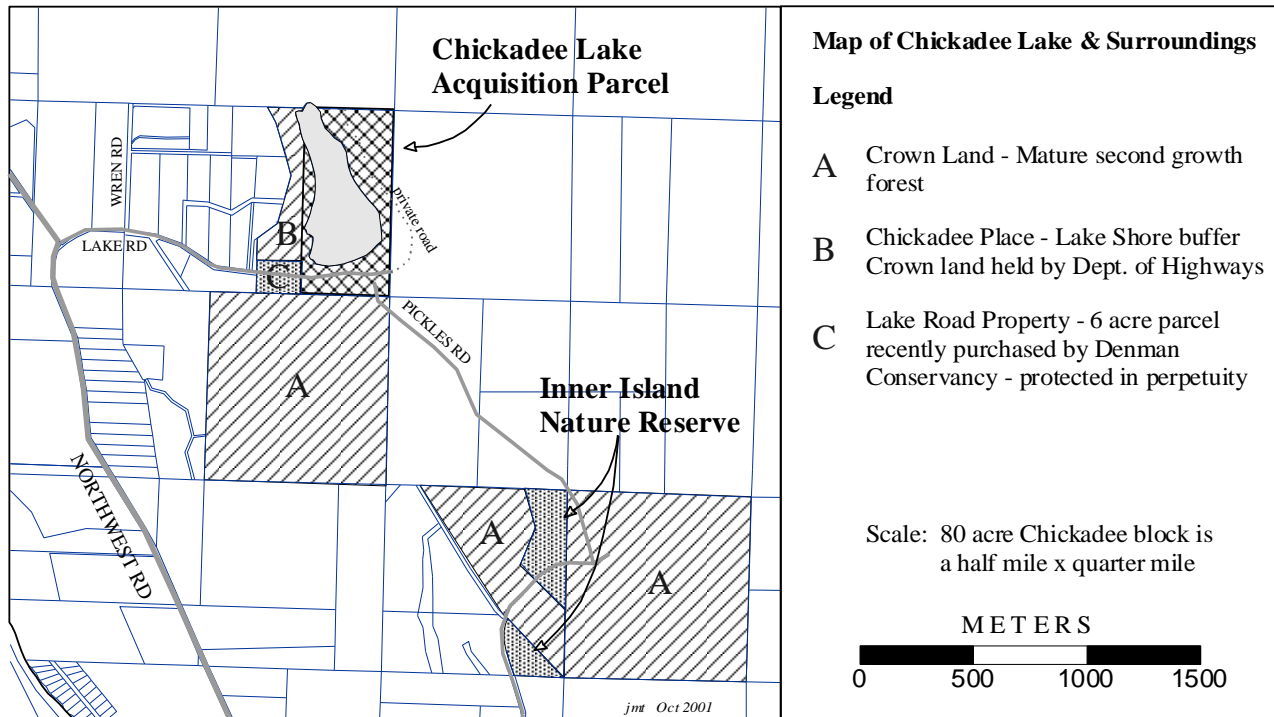 Chickadee Lake
Acquisition Parcel
WREN RD
LAKE RD
private road
B
C
PICKLES RD
A
Inner Island
Nature Reserve
NORTHWEST RD
A
A
jmt Oct 2001
Map of Chickadee Lake & Surroundings
Legend
A Crown Land - Mature second growth
forest
B Chickadee Place - Lake Shore buffer
Crown land held by Dept. of Highways
C Lake Road Property - 6 acre parcel
recently purchased by Denman
Conservancy - protected in perpetuity
Scale: 80 acre Chickadee block is
a half mile x quarter mile
METERS
0 500 1000 1500